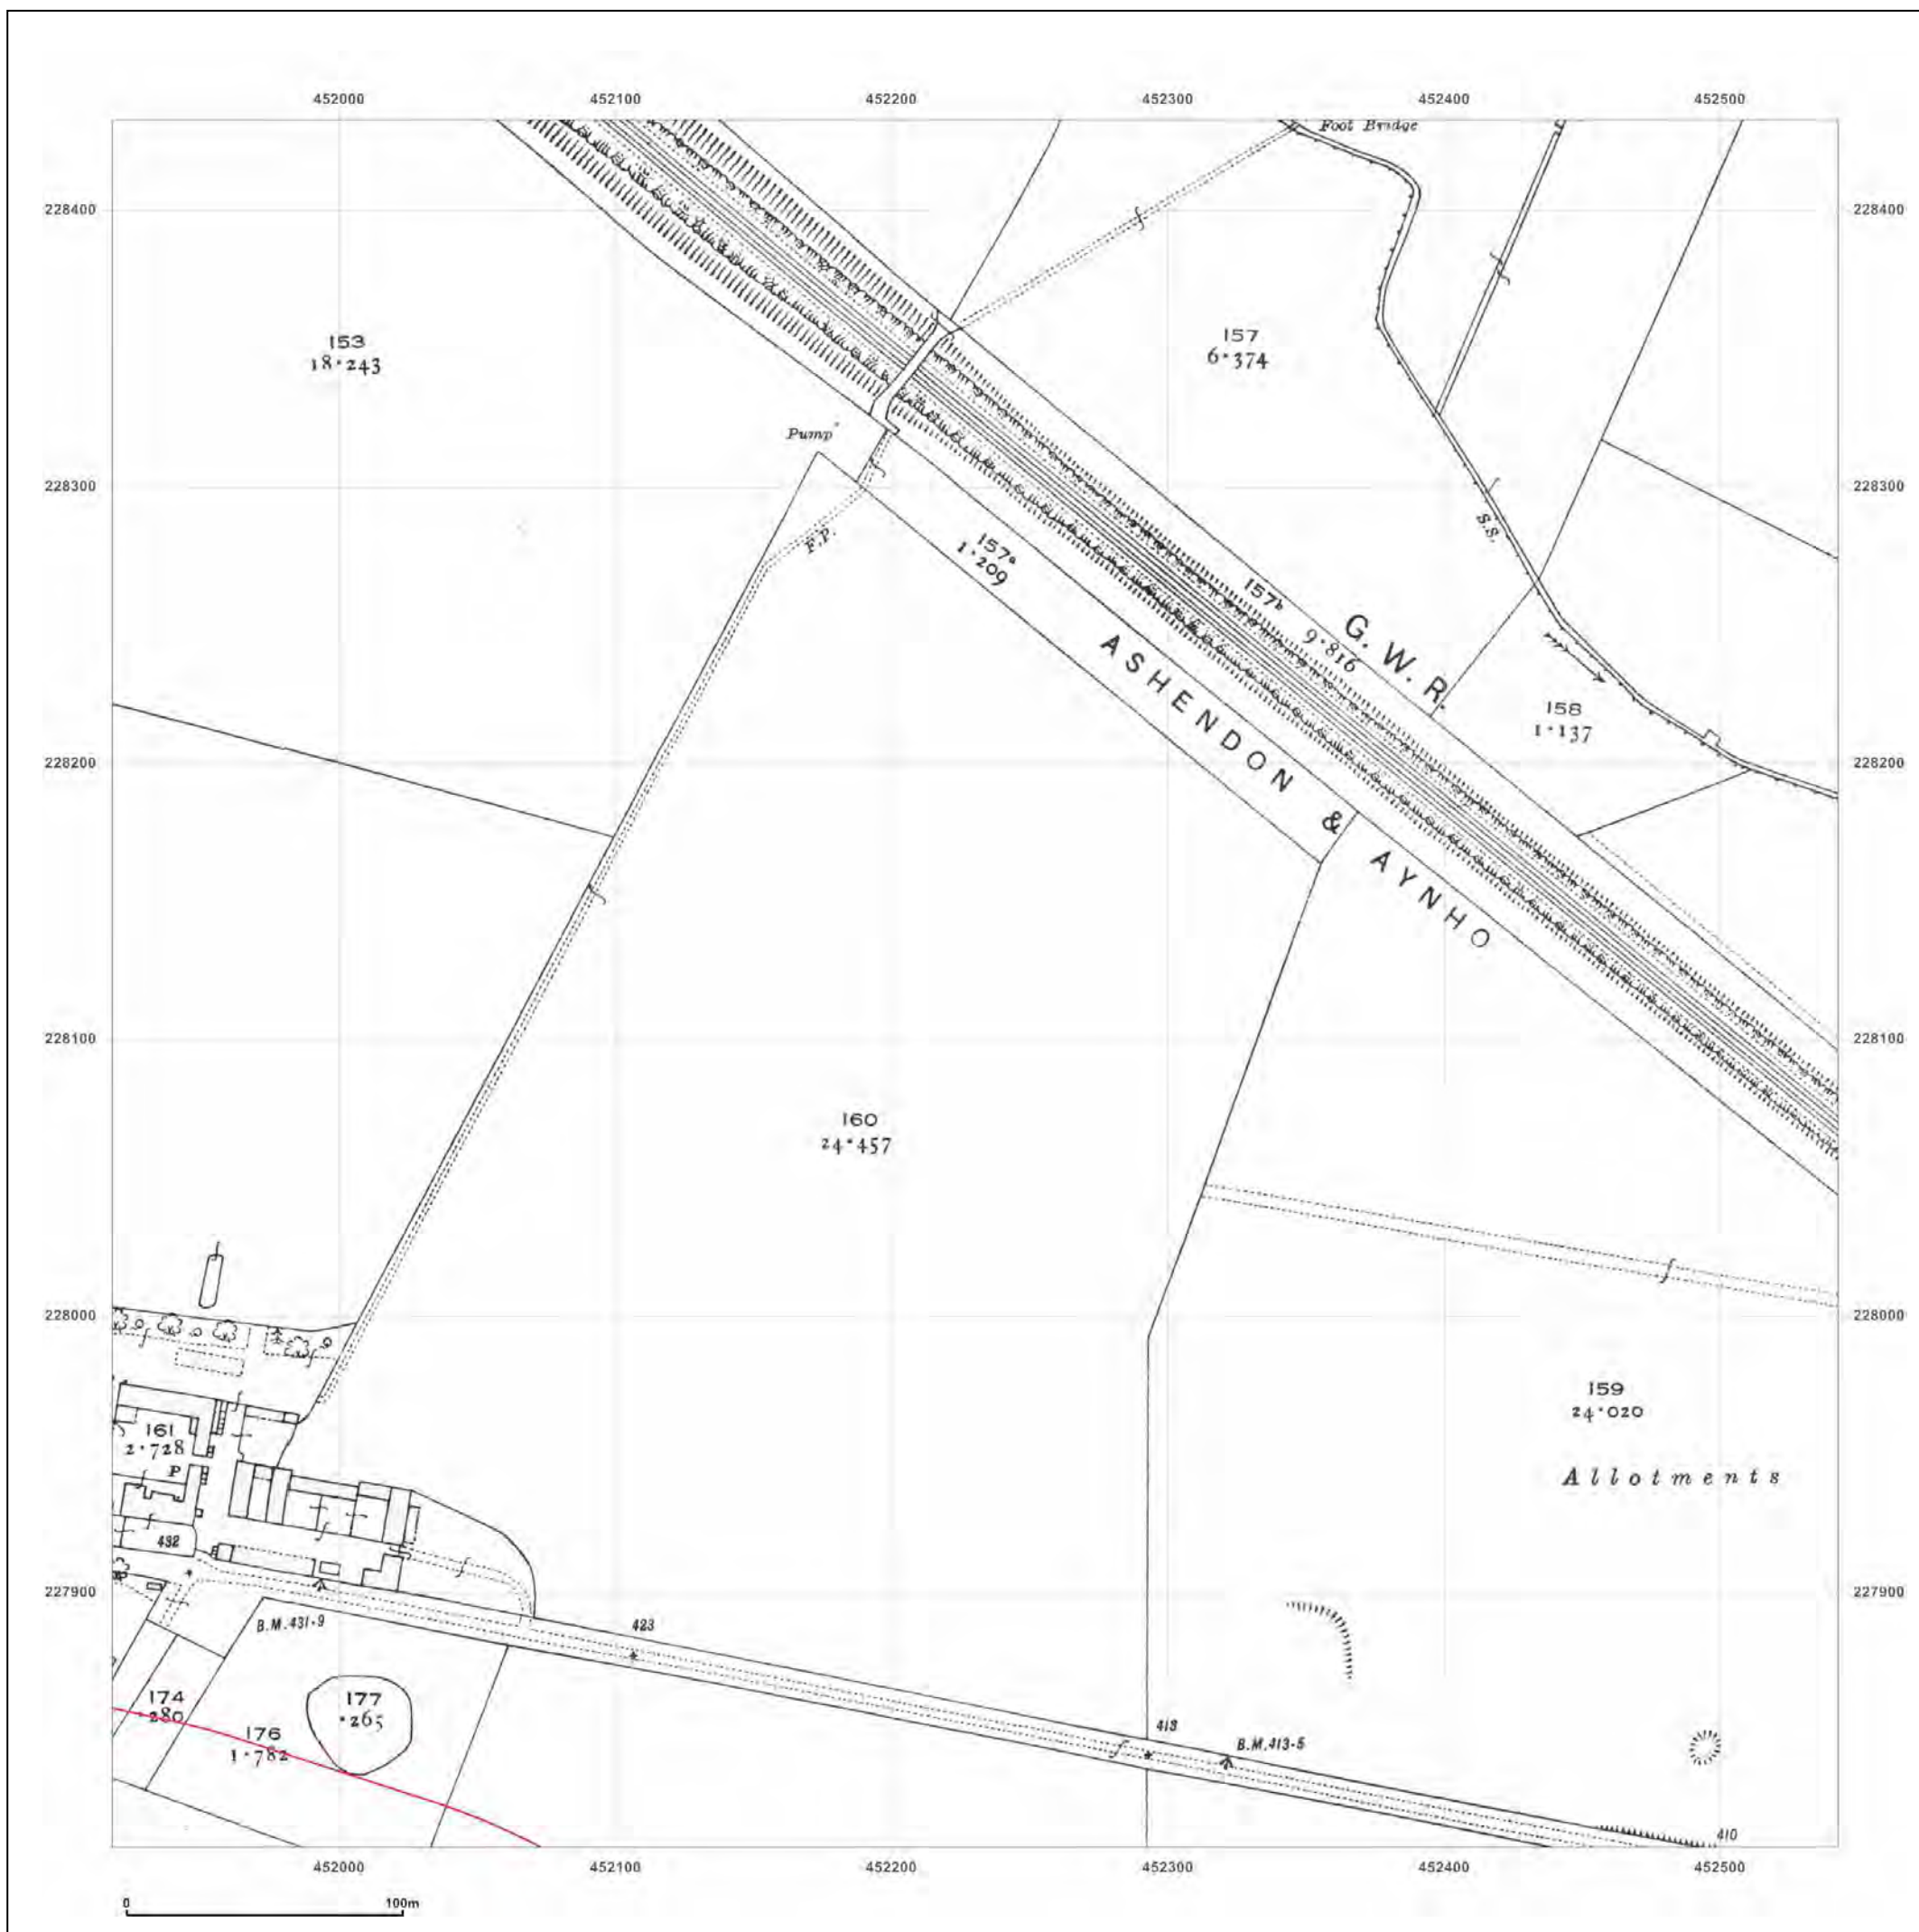 452000 452100 452200 452300 452400 452500
Foot Bridge
228400 228400
153
18·243
157
6·374
Pump
228300 228300
S.S.
F.P.
157a
1·209
157b
9·816
G. W. R.
ASHENDON & AYNHO
158
1·137
228200 228200
228100 228100
160
24·457
228000 228000
159
24·020
Allotments
161
2·728
P
432
227900 227900
B.M.431·9
423
174
·280
177
·265
176
1·782
413
B.M.413·5
410
452000 452100 452200 452300 452400 452500
0 100m